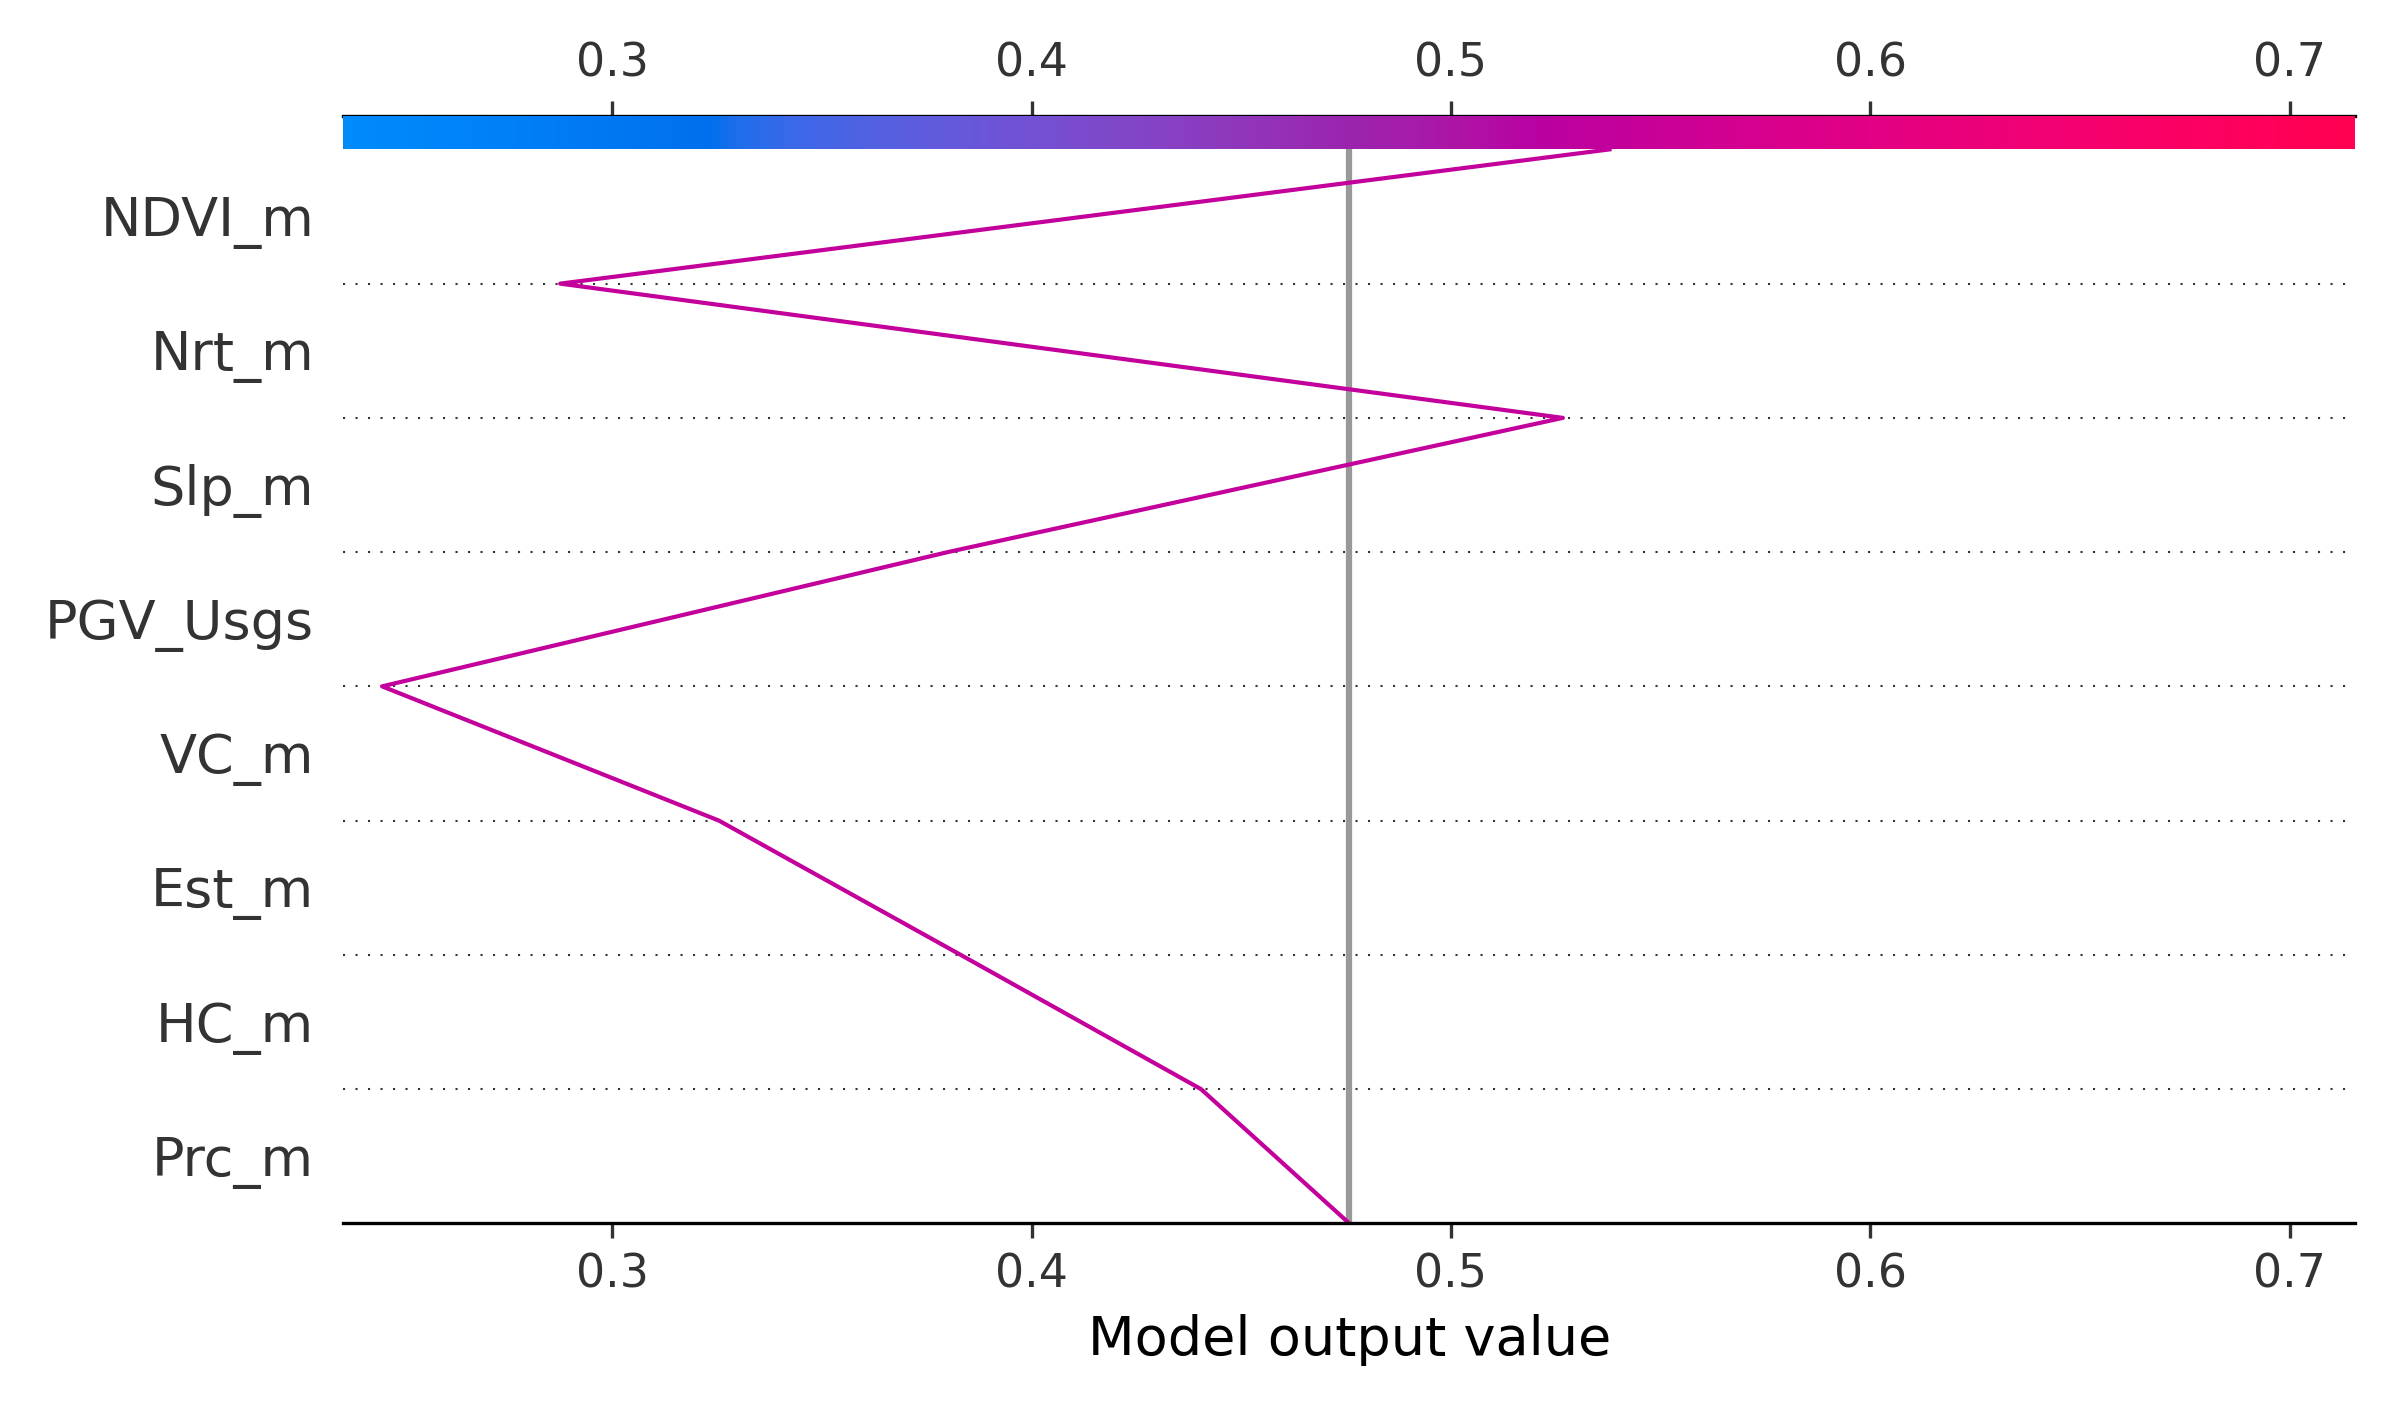 0.3 0.4 0.5 0.6 0.7
NDVI_m
Nrt_m
Slp_m
PGV_Usgs
VC_m
Est_m
HC_m
Prc_m
0.3 0.4 0.5 0.6 0.7
Model output value